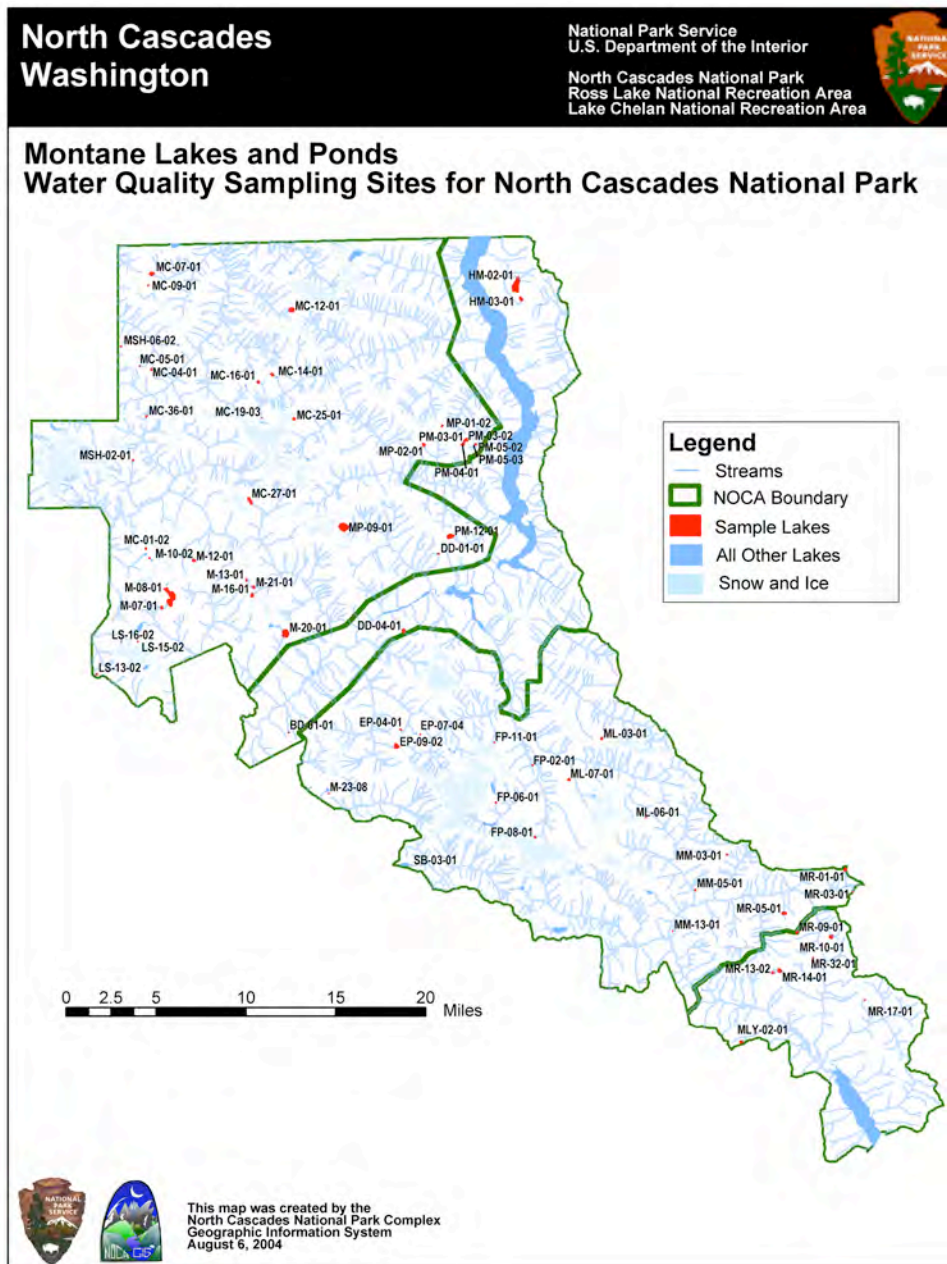 North Cascades
Washington
National Park Service
U.S. Department of the Interior
North Cascades National Park
Ross Lake National Recreation Area
Lake Chelan National Recreation Area
NATIONAL
PARK
SERVICE
Montane Lakes and Ponds
Water Quality Sampling Sites for North Cascades National Park
MC-07-01
MC-09-01
HM-02-01
HM-03-01
MC-12-01
MSH-06-02
MC-05-01
MC-04-01
MC-16-01
MC-14-01
MC-36-01
MC-19-03
MC-25-01
MP-01-02
PM-03-01
PM-03-02
MP-02-01
PM-05-02
PM-05-03
PM-04-01
MSH-02-01
MC-27-01
MP-09-01
PM-12-01
DD-01-01
MC-01-02
M-10-02
M-12-01
M-13-01
M-21-01
M-08-01
M-16-01
M-07-01
M-20-01
DD-04-01
LS-16-02
LS-15-02
LS-13-02
BD-01-01
EP-04-01
EP-07-04
EP-09-02
FP-11-01
ML-03-01
FP-02-01
ML-07-01
M-23-08
FP-06-01
ML-06-01
FP-08-01
SB-03-01
MM-03-01
MM-05-01
MR-01-01
MR-03-01
MR-05-01
MM-13-01
MR-09-01
MR-10-01
MR-32-01
MR-13-02
MR-14-01
MR-17-01
MLY-02-01
Legend
Streams
NOCA Boundary
Sample Lakes
All Other Lakes
Snow and Ice
0 2.5 5 10 15 20
Miles
NATIONAL
PARK
SERVICE
NOCA GIS
This map was created by the
North Cascades National Park Complex
Geographic Information System
August 6, 2004